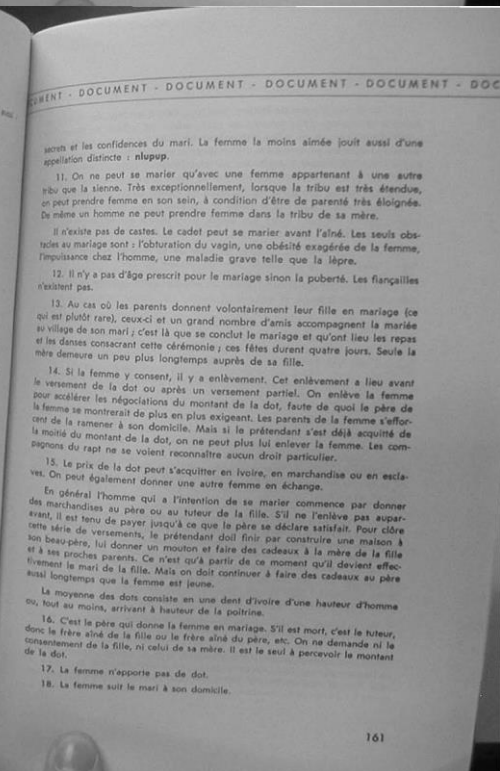 CUMENT - DOCUMENT - DOCUMENT - DOCUMENT - DOCUMENT - DOC
secrets et les confidences du mari. La femme la moins aimée jouit aussi d'une
appellation distincte : nlupup.
11. On ne peut se marier qu'avec une femme appartenant à une autre
tribu que la sienne. Très exceptionnellement, lorsque la tribu est très étendue,
on peut prendre femme en son sein, à condition d'être de parenté très éloignée.
De même un homme ne peut prendre femme dans la tribu de sa mère.
Il n'existe pas de castes. Le cadet peut se marier avant l'aîné. Les seuls obs-
tacles au mariage sont : l'obturation du vagin, une obésité exagérée de la femme,
l'impuissance chez l'homme, une maladie grave telle que la lèpre.
12. Il n'y a pas d'âge prescrit pour le mariage sinon la puberté. Les fiançailles
n'existent pas.
13. Au cas où les parents donnent volontairement leur fille en mariage (ce
qui est plutôt rare), ceux-ci et un grand nombre d'amis accompagnent la mariée
au village de son mari ; c'est là que se conclut le mariage et qu'ont lieu les repas
et les danses consacrant cette cérémonie ; ces fêtes durent quatre jours. Seule la
mère demeure un peu plus longtemps auprès de sa fille.
14. Si la femme y consent, il y a enlèvement. Cet enlèvement a lieu avant
le versement de la dot ou après un versement partiel. On enlève la femme
pour accélérer les négociations du montant de la dot, faute de quoi le père de
la femme se montrerait de plus en plus exigeant. Les parents de la femme s'effor-
cent de la ramener à son domicile. Mais si le prétendant s'est déjà acquitté de
la moitié du montant de la dot, on ne peut plus lui enlever la femme. Les com-
pagnons du rapt ne se voient reconnaître aucun droit particulier.
15. Le prix de la dot peut s'acquitter en ivoire, en marchandise ou en escla-
ves. On peut également donner une autre femme en échange.
En général l'homme qui a l'intention de se marier commence par donner
des marchandises au père ou au tuteur de la fille. S'il ne l'enlève pas aupar-
avant, il est tenu de payer jusqu'à ce que le père se déclare satisfait. Pour clôre
cette série de versements, le prétendant doit finir par construire une maison à
son beau-père, lui donner un mouton et faire des cadeaux à la mère de la fille
et à ses proches parents. Ce n'est qu'à partir de ce moment qu'il devient effec-
tivement le mari de la fille. Mais on doit continuer à faire des cadeaux au père
aussi longtemps que la femme est jeune.
La moyenne des dots consiste en une dent d'ivoire d'une hauteur d'homme
ou, tout au moins, arrivant à hauteur de la poitrine.
16. C'est le père qui donne la femme en mariage. S'il est mort, c'est le tuteur,
donc le frère aîné de la fille ou le frère aîné du père, etc. On ne demande ni le
consentement de la fille, ni celui de sa mère. Il est le seul à percevoir le montant
de la dot.
17. La femme n'apporte pas de dot.
18. La femme suit le mari à son domicile.
161